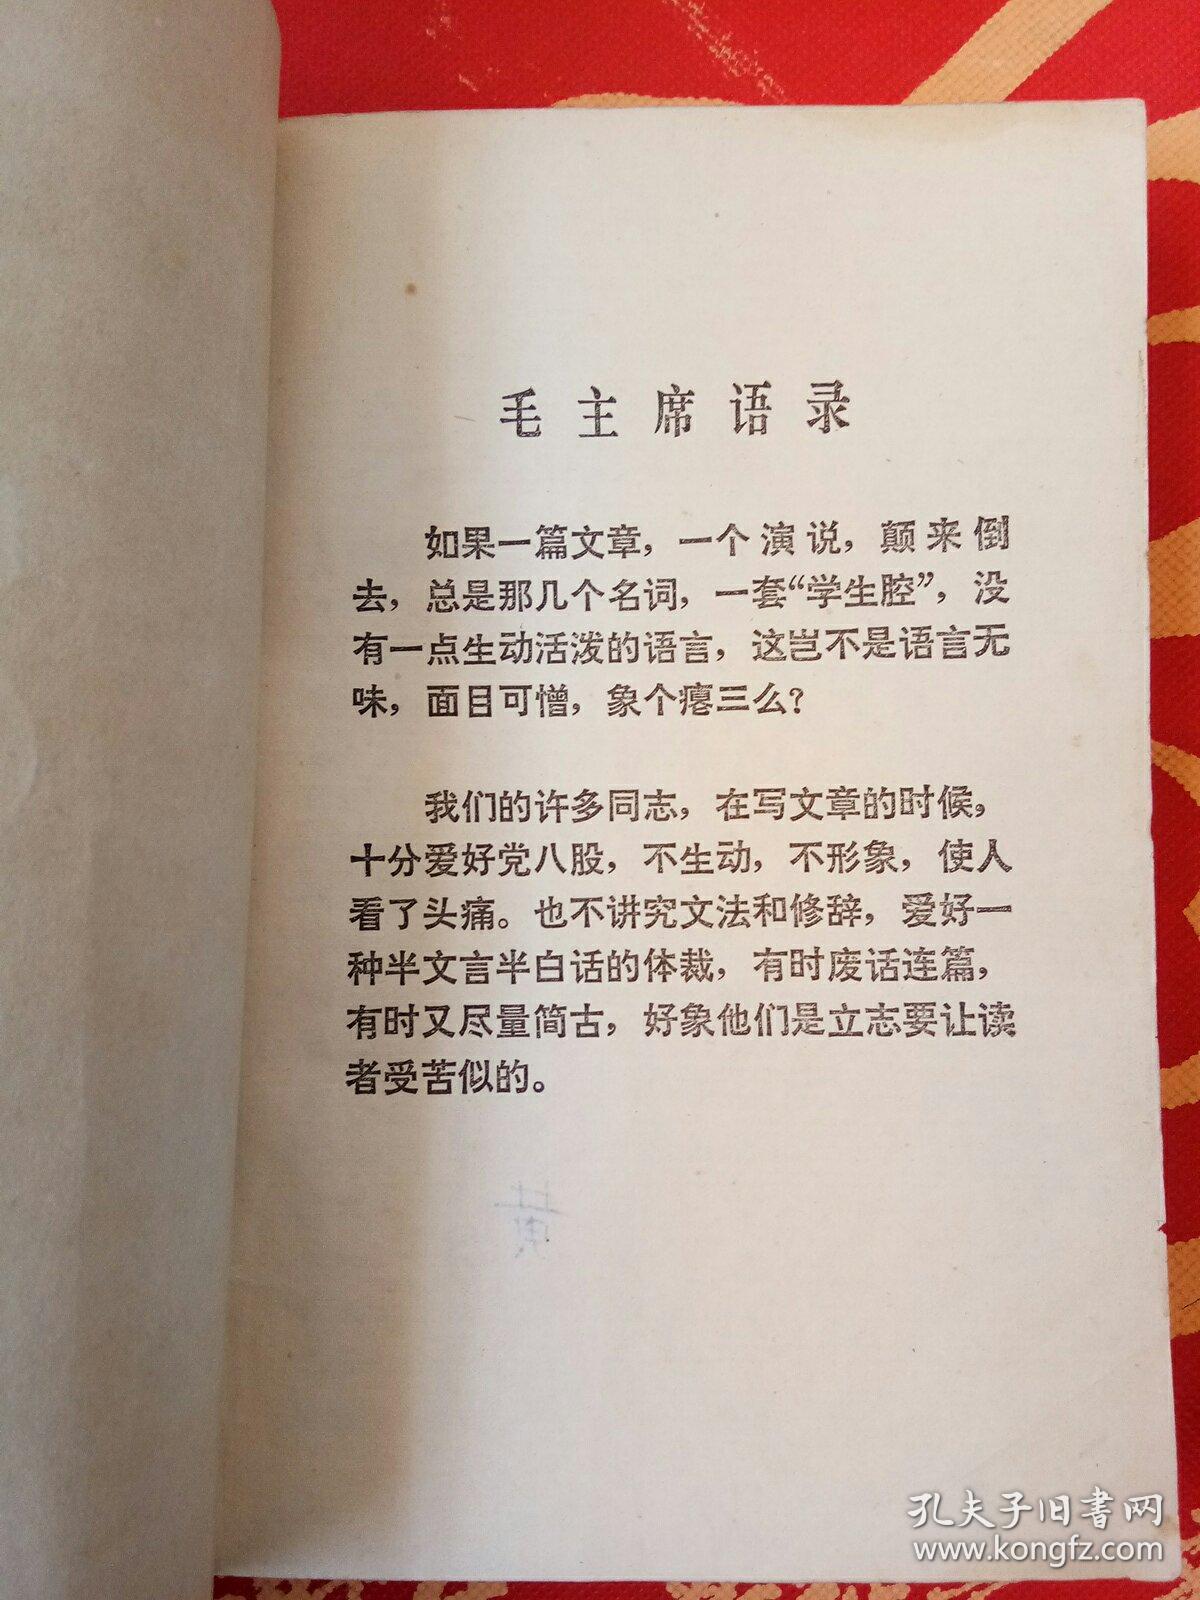 毛主席语录
如果一篇文章，一个演说，颠来倒
去，总是那几个名词，一套“学生腔”，没
有一点生动活泼的语言，这岂不是语言无
味，面目可憎，象个瘪三么？
我们的许多同志，在写文章的时候，
十分爱好党八股，不生动，不形象，使人
看了头痛。也不讲究文法和修辞，爱好一
种半文言半白话的体裁，有时废话连篇，
有时又尽量简古，好象他们是立志要让读
者受苦似的。
孔夫子旧书网
www.kongfz.com